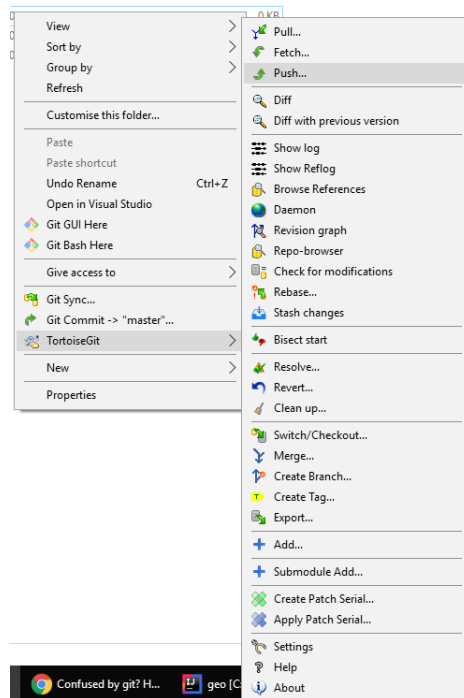 0 KB
View
Sort by
Group by
Refresh
Customise this folder...
Paste
Paste shortcut
Undo Rename Ctrl+Z
Open in Visual Studio
Git GUI Here
Git Bash Here
Give access to
Git Sync...
Git Commit -> "master"...
TortoiseGit
New
Properties
Pull...
Fetch...
Push...
Diff
Diff with previous version
Show log
Show Reflog
Browse References
Daemon
Revision graph
Repo-browser
Check for modifications
Rebase...
Stash changes
Bisect start
Resolve...
Revert...
Clean up...
Switch/Checkout...
Merge...
Create Branch...
Create Tag...
Export...
Add...
Submodule Add...
Create Patch Serial...
Apply Patch Serial...
Settings
Help
About
Confused by git? H...
geo [C: